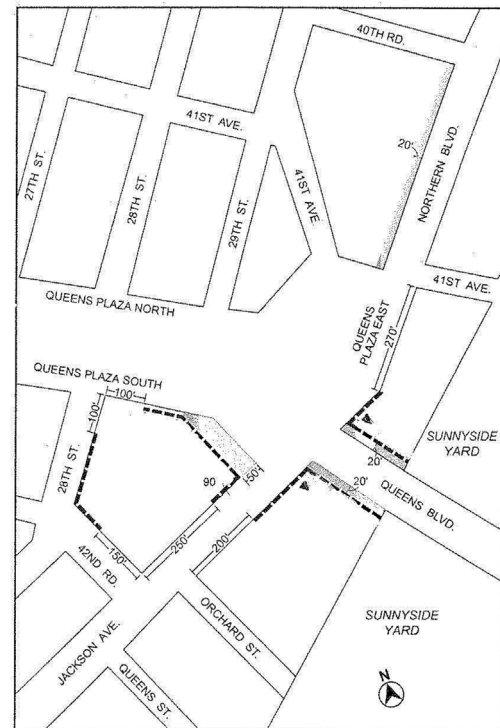 40TH RD.
41ST AVE.
20'
NORTHERN BLVD.
27TH ST.
28TH ST.
29TH ST.
41ST AVE.
41ST AVE.
QUEENS PLAZA NORTH
QUEENS
PLAZA EAST
270'
QUEENS PLAZA SOUTH
100'
100'
28TH ST.
SUNNYSIDE
YARD
20'
50'
90
20'
QUEENS BLVD.
150'
250'
200'
42ND RD.
ORCHARD ST.
SUNNYSIDE
YARD
JACKSON AVE.
QUEENS ST.
N